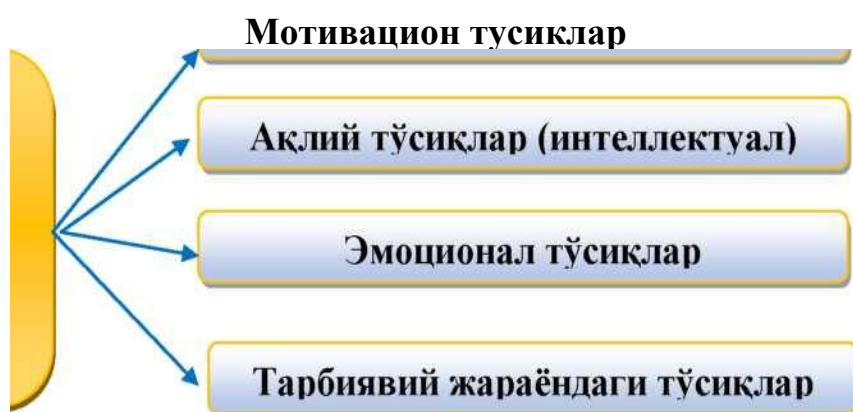 Мотивацион тусиклар
Ақлий тўсиқлар (интеллектуал)
Эмоционал тўсиқлар
Тарбиявий жараёндаги тўсиқлар